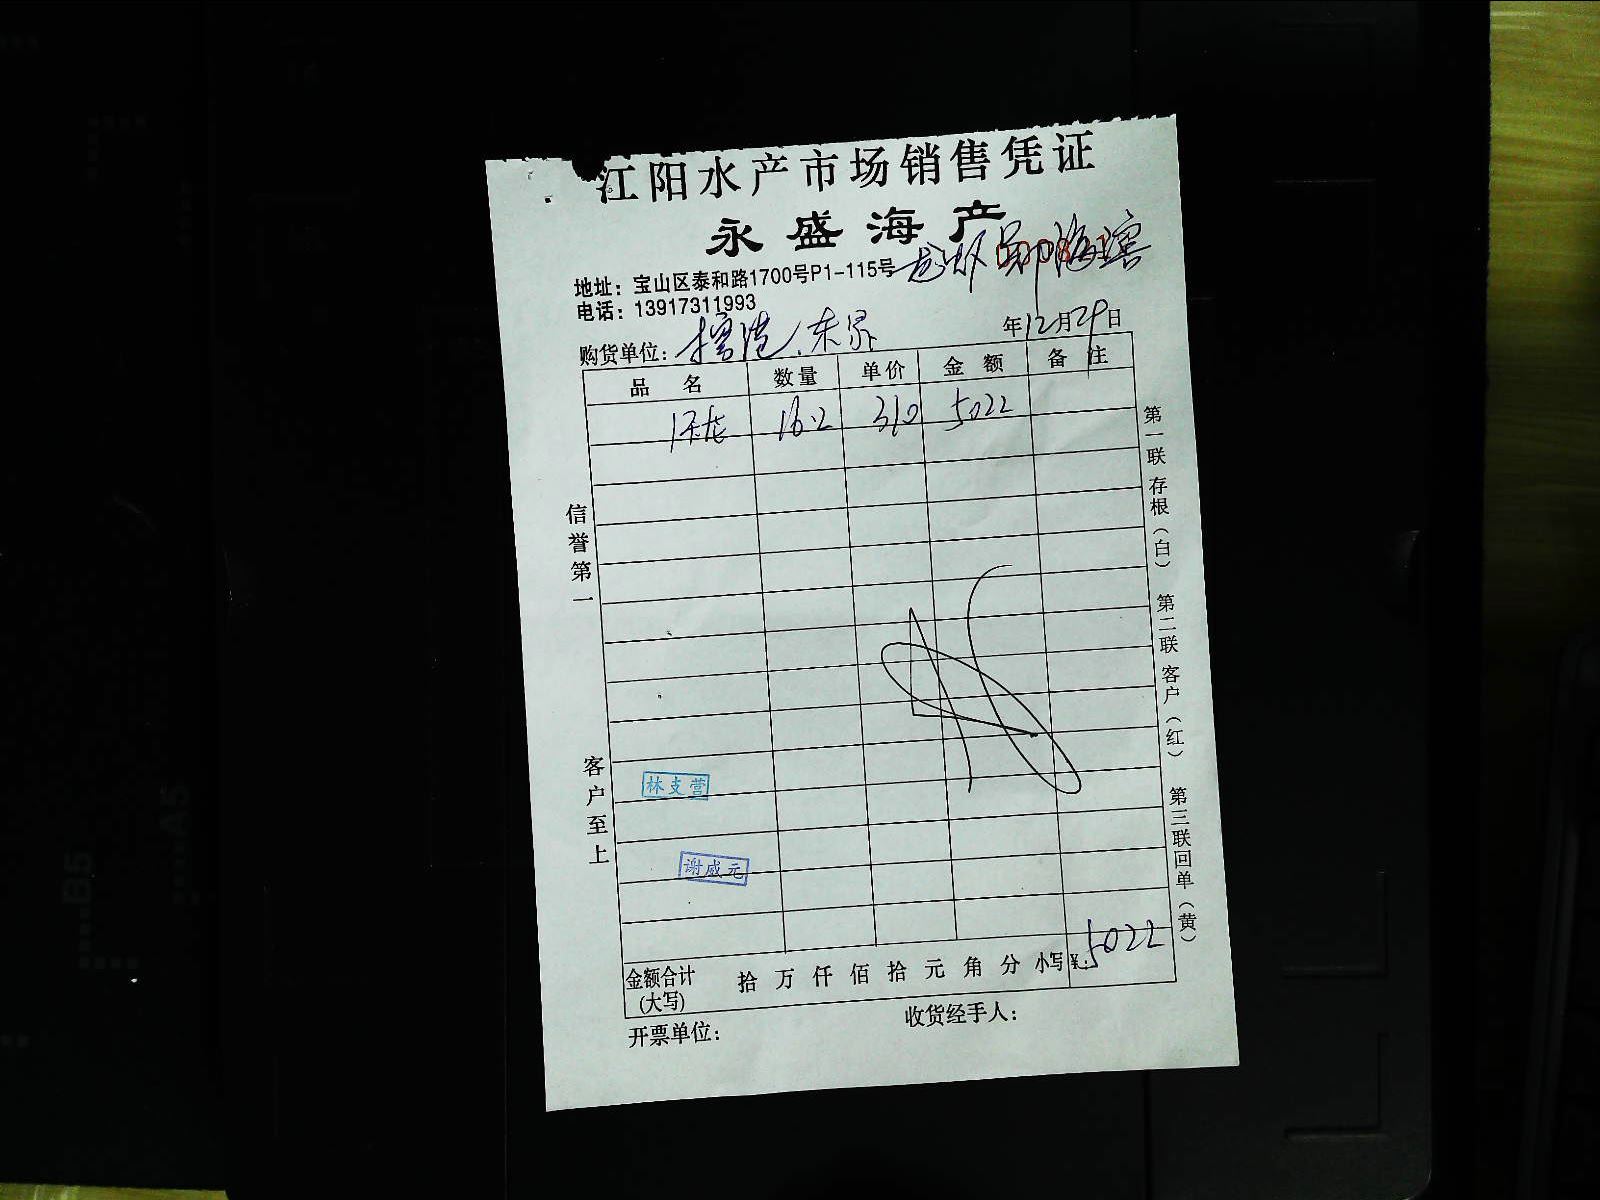 江阳水产市场销售凭证
永盛海产
地址：宝山区泰和路1700号P1-115号
电话：13917311993
购货单位： 年12月29日
品名 数量 单价 金额 备注
16.2 310 5022
信誉第一
客户至上
第一联 存根（白） 第二联 客户（红） 第三联 回单（黄）
林支营
谢威元
金额合计(大写) 拾 万 仟 佰 拾 元 角 分 小写¥：5022
开票单位： 收货经手人：